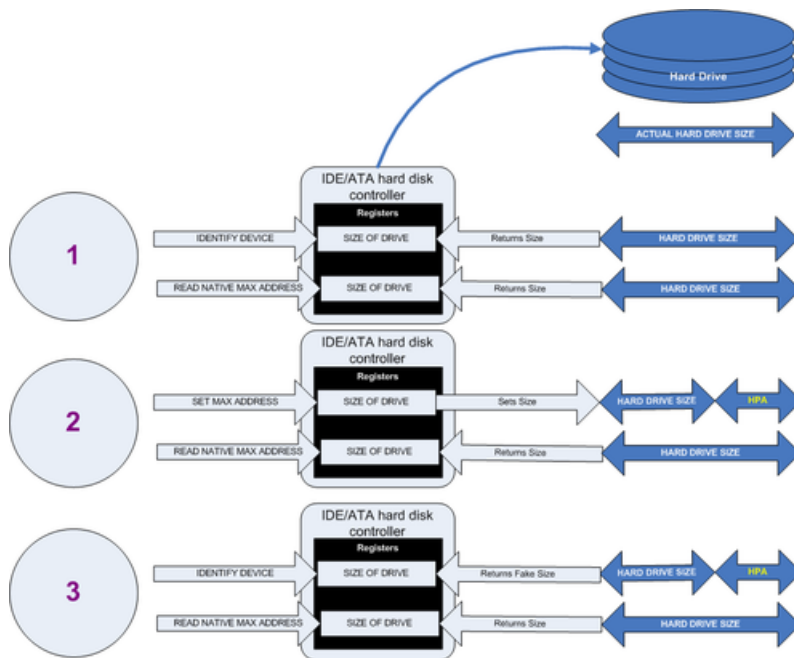 Hard Drive
ACTUAL HARD DRIVE SIZE
IDE/ATA hard disk
controller
Registers
1
IDENTIFY DEVICE
SIZE OF DRIVE
Returns Size
HARD DRIVE SIZE
READ NATIVE MAX ADDRESS
SIZE OF DRIVE
Returns Size
HARD DRIVE SIZE
IDE/ATA hard disk
controller
Registers
2
SET MAX ADDRESS
SIZE OF DRIVE
Sets Size
HARD DRIVE SIZE
HPA
READ NATIVE MAX ADDRESS
SIZE OF DRIVE
Returns Size
HARD DRIVE SIZE
IDE/ATA hard disk
controller
Registers
3
IDENTIFY DEVICE
SIZE OF DRIVE
Returns Fake Size
HARD DRIVE SIZE
HPA
READ NATIVE MAX ADDRESS
SIZE OF DRIVE
Returns Size
HARD DRIVE SIZE